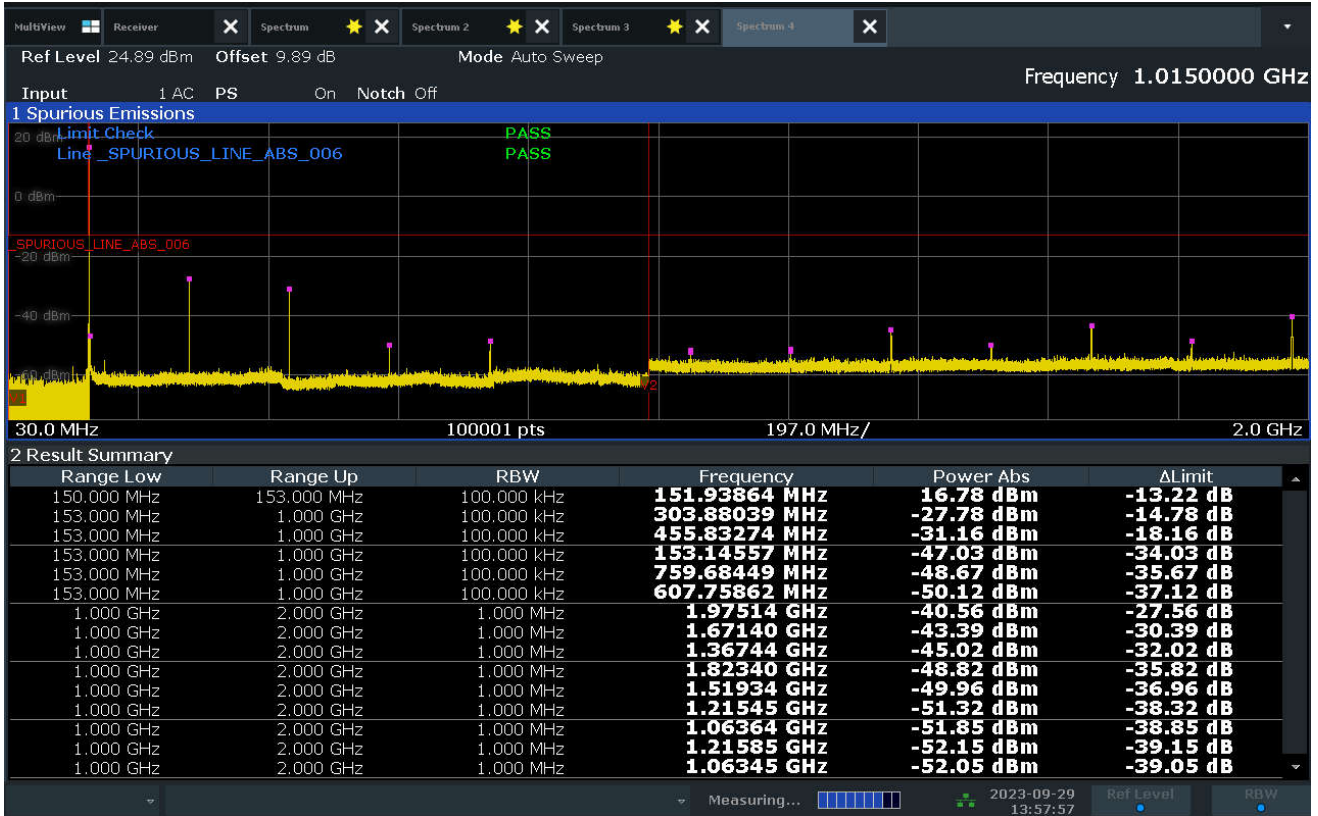 MultiView Receiver Spectrum Spectrum 2 Spectrum 3 Spectrum 4
Ref Level 24.89 dBm Offset 9.89 dB Mode Auto Sweep
Frequency 1.0150000 GHz
Input 1 AC PS On Notch Off
1 Spurious Emissions
20 dBm Limit Check PASS
Line _SPURIOUS_LINE_ABS_006 PASS
0 dBm
_SPURIOUS_LINE_ABS_006
-20 dBm
-40 dBm
-60 dBm
V1
V2
30.0 MHz 100001 pts 197.0 MHz/ 2.0 GHz
2 Result Summary
Range Low Range Up RBW Frequency Power Abs ΔLimit
150.000 MHz 153.000 MHz 100.000 kHz 151.93864 MHz 16.78 dBm -13.22 dB
153.000 MHz 1.000 GHz 100.000 kHz 303.88039 MHz -27.78 dBm -14.78 dB
153.000 MHz 1.000 GHz 100.000 kHz 455.83274 MHz -31.16 dBm -18.16 dB
153.000 MHz 1.000 GHz 100.000 kHz 153.14557 MHz -47.03 dBm -34.03 dB
153.000 MHz 1.000 GHz 100.000 kHz 759.68449 MHz -48.67 dBm -35.67 dB
153.000 MHz 1.000 GHz 100.000 kHz 607.75862 MHz -50.12 dBm -37.12 dB
1.000 GHz 2.000 GHz 1.000 MHz 1.97514 GHz -40.56 dBm -27.56 dB
1.000 GHz 2.000 GHz 1.000 MHz 1.67140 GHz -43.39 dBm -30.39 dB
1.000 GHz 2.000 GHz 1.000 MHz 1.36744 GHz -45.02 dBm -32.02 dB
1.000 GHz 2.000 GHz 1.000 MHz 1.82340 GHz -48.82 dBm -35.82 dB
1.000 GHz 2.000 GHz 1.000 MHz 1.51934 GHz -49.96 dBm -36.96 dB
1.000 GHz 2.000 GHz 1.000 MHz 1.21545 GHz -51.32 dBm -38.32 dB
1.000 GHz 2.000 GHz 1.000 MHz 1.06364 GHz -51.85 dBm -38.85 dB
1.000 GHz 2.000 GHz 1.000 MHz 1.21585 GHz -52.15 dBm -39.15 dB
1.000 GHz 2.000 GHz 1.000 MHz 1.06345 GHz -52.05 dBm -39.05 dB
Measuring... 2023-09-29 Ref Level RBW
13:57:57